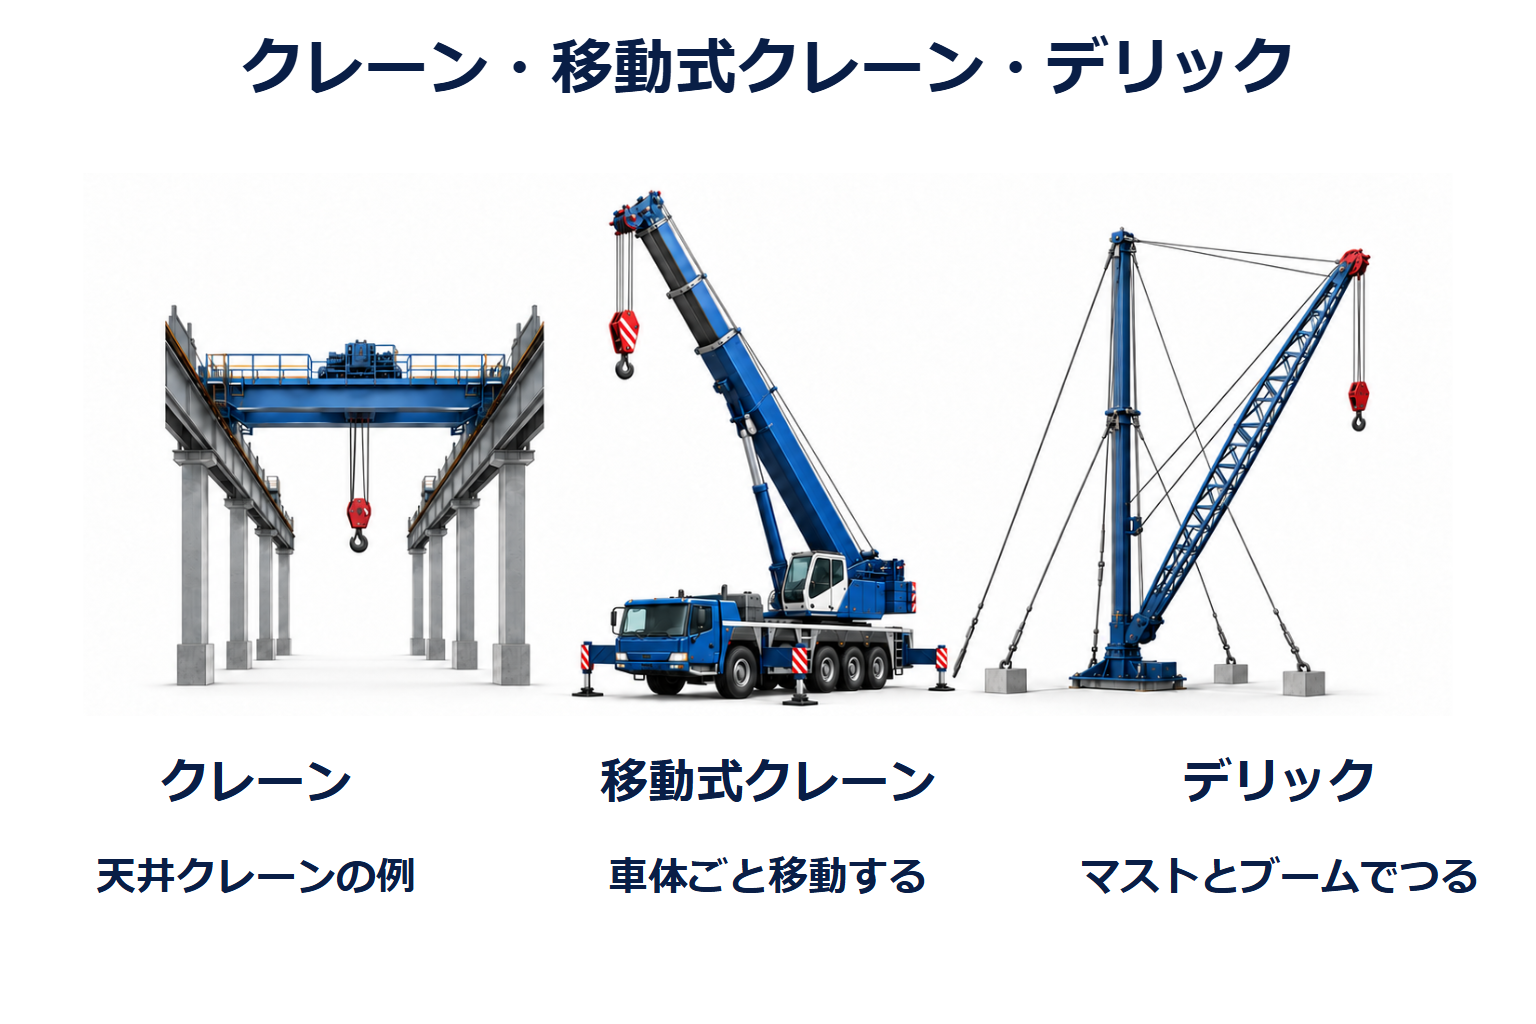 クレーン・移動式クレーン・デリック
クレーン
移動式クレーン
デリック
天井クレーンの例
車体ごと移動する
マストとブームでつる